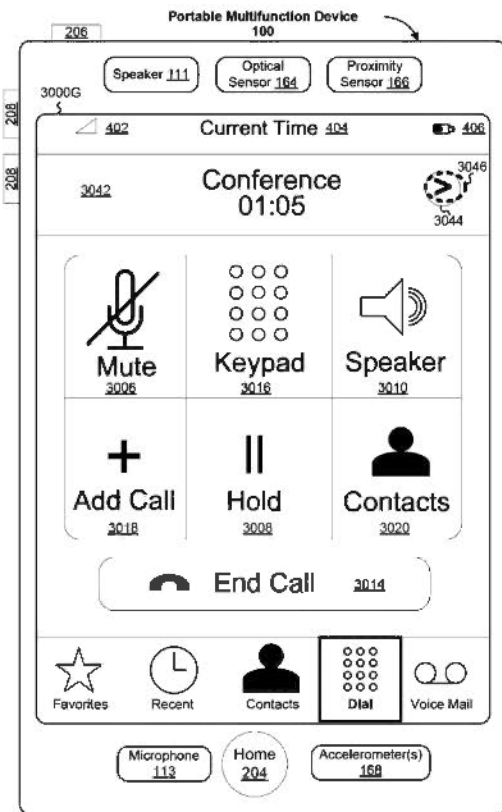 Portable Multifunction Device
100
206
Speaker 111
Optical
Sensor 164
Proximity
Sensor 166
208
3000G
402
Current Time 404
406
208
3042
Conference
01:05
3046
3044
Mute
3006
Keypad
3016
Speaker
3010
Add Call
3018
Hold
3008
Contacts
3020
End Call 3014
Favorites
Recent
Contacts
Dial
Voice Mail
Microphone
113
Home
204
Accelerometer(s)
168